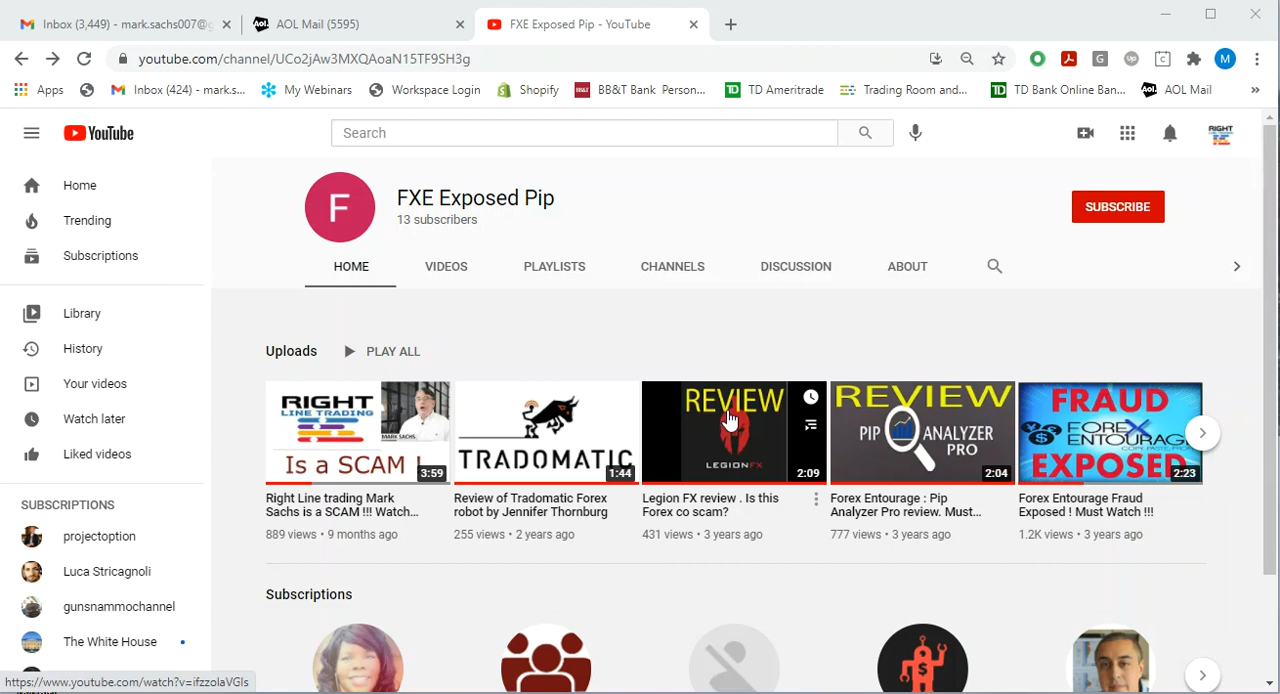 Inbox (3,449) - mark.sachs007@g
AOL Mail (5595)
FXE Exposed Pip - YouTube
youtube.com/channel/UCo2jAw3MXQAoaN15TF9SH3g
M
Apps
Inbox (424) - mark.s...
My Webinars
Workspace Login
Shopify
BB&T
BB&T Bank Person...
TD
TD Ameritrade
Trading Room and...
TD
TD Bank Online Ban...
Aol.
AOL Mail
»
YouTube
Search
RIGHT
Home
Trending
Subscriptions
Library
History
Your videos
Watch later
Liked videos
SUBSCRIPTIONS
projectoption
Luca Stricagnoli
gunsnammochannel
The White House
F
FXE Exposed Pip
13 subscribers
SUBSCRIBE
HOME
VIDEOS
PLAYLISTS
CHANNELS
DISCUSSION
ABOUT
Uploads
PLAY ALL
RIGHT
LINE TRADING
MARK SACHS
Is a SCAM !
3:59
Right Line trading Mark
Sachs is a SCAM !!! Watch...
889 views • 9 months ago
TRADOMATIC
1:44
Review of Tradomatic Forex
robot by Jennifer Thornburg
255 views • 2 years ago
REVIEW
LEGIONFX
2:09
Legion FX review . Is this
Forex co scam?
431 views • 3 years ago
REVIEW
PIP ANALYZER
PRO
2:04
Forex Entourage : Pip
Analyzer Pro review. Must...
777 views • 3 years ago
FRAUD
FOREX
ENTOURAGE
EXPOSED
2:23
Forex Entourage Fraud
Exposed ! Must Watch !!!
1.2K views • 3 years ago
Subscriptions
https://www.youtube.com/watch?v=ifzzolaVGIs